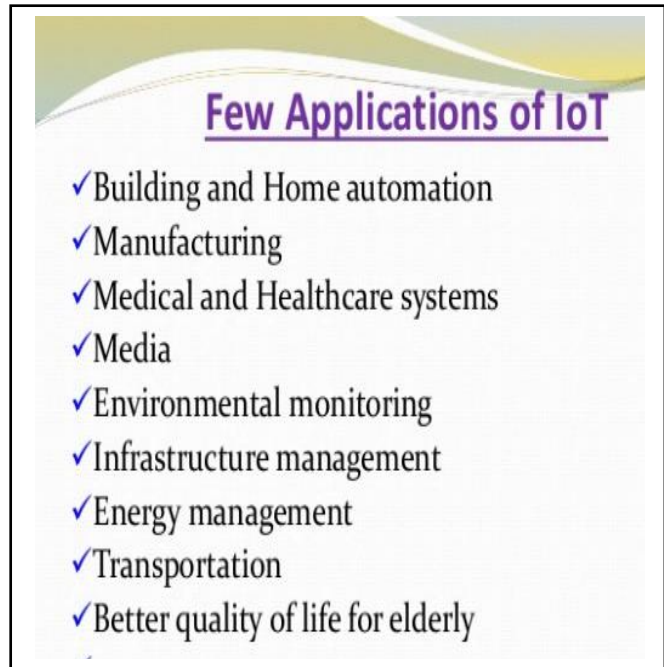 Few Applications of IoT
✓Building and Home automation
✓Manufacturing
✓Medical and Healthcare systems
✓Media
✓Environmental monitoring
✓Infrastructure management
✓Energy management
✓Transportation
✓Better quality of life for elderly